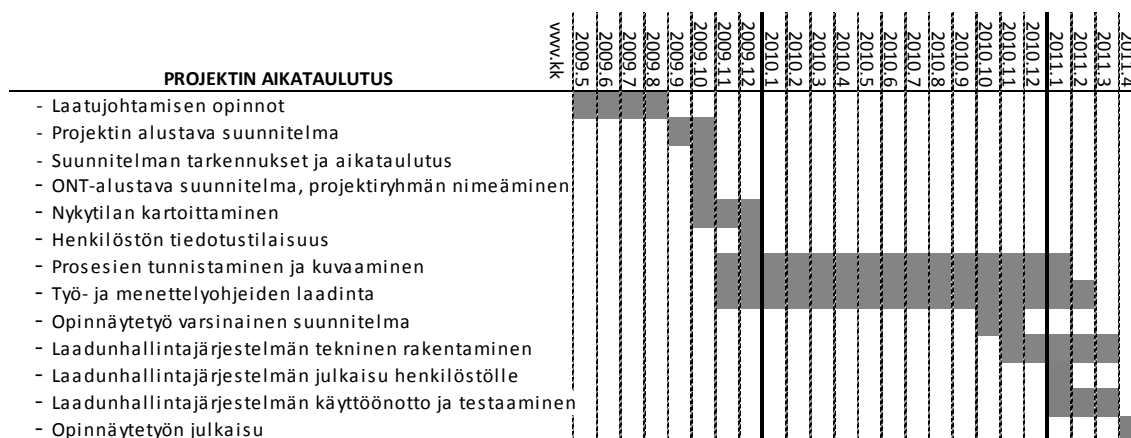 vvvv.kk 2009.5 2009.6 2009.7 2009.8 2009.9 2009.10 2009.11 2009.12 2010.1 2010.2 2010.3 2010.4 2010.5 2010.6 2010.7 2010.8 2010.9 2010.10 2010.11 2010.12 2011.1 2011.2 2011.3 2011.4
PROJEKTIN AIKATAULUTUS
- Laatujohtamisen opinnot
- Projektin alustava suunnitelma
- Suunnitelman tarkennukset ja aikataulutus
- ONT-alustava suunnitelma, projektiryhmän nimeäminen
- Nykytilan kartoittaminen
- Henkilöstön tiedotustilaisuus
- Prosesien tunnistaminen ja kuvaaminen
- Työ- ja menettelyohjeiden laadinta
- Opinnäytetyö varsinainen suunnitelma
- Laadunhallintajärjestelmän tekninen rakentaminen
- Laadunhallintajärjestelmän julkaisu henkilöstölle
- Laadunhallintajärjestelmän käyttöönotto ja testaaminen
- Opinnäytetyön julkaisu